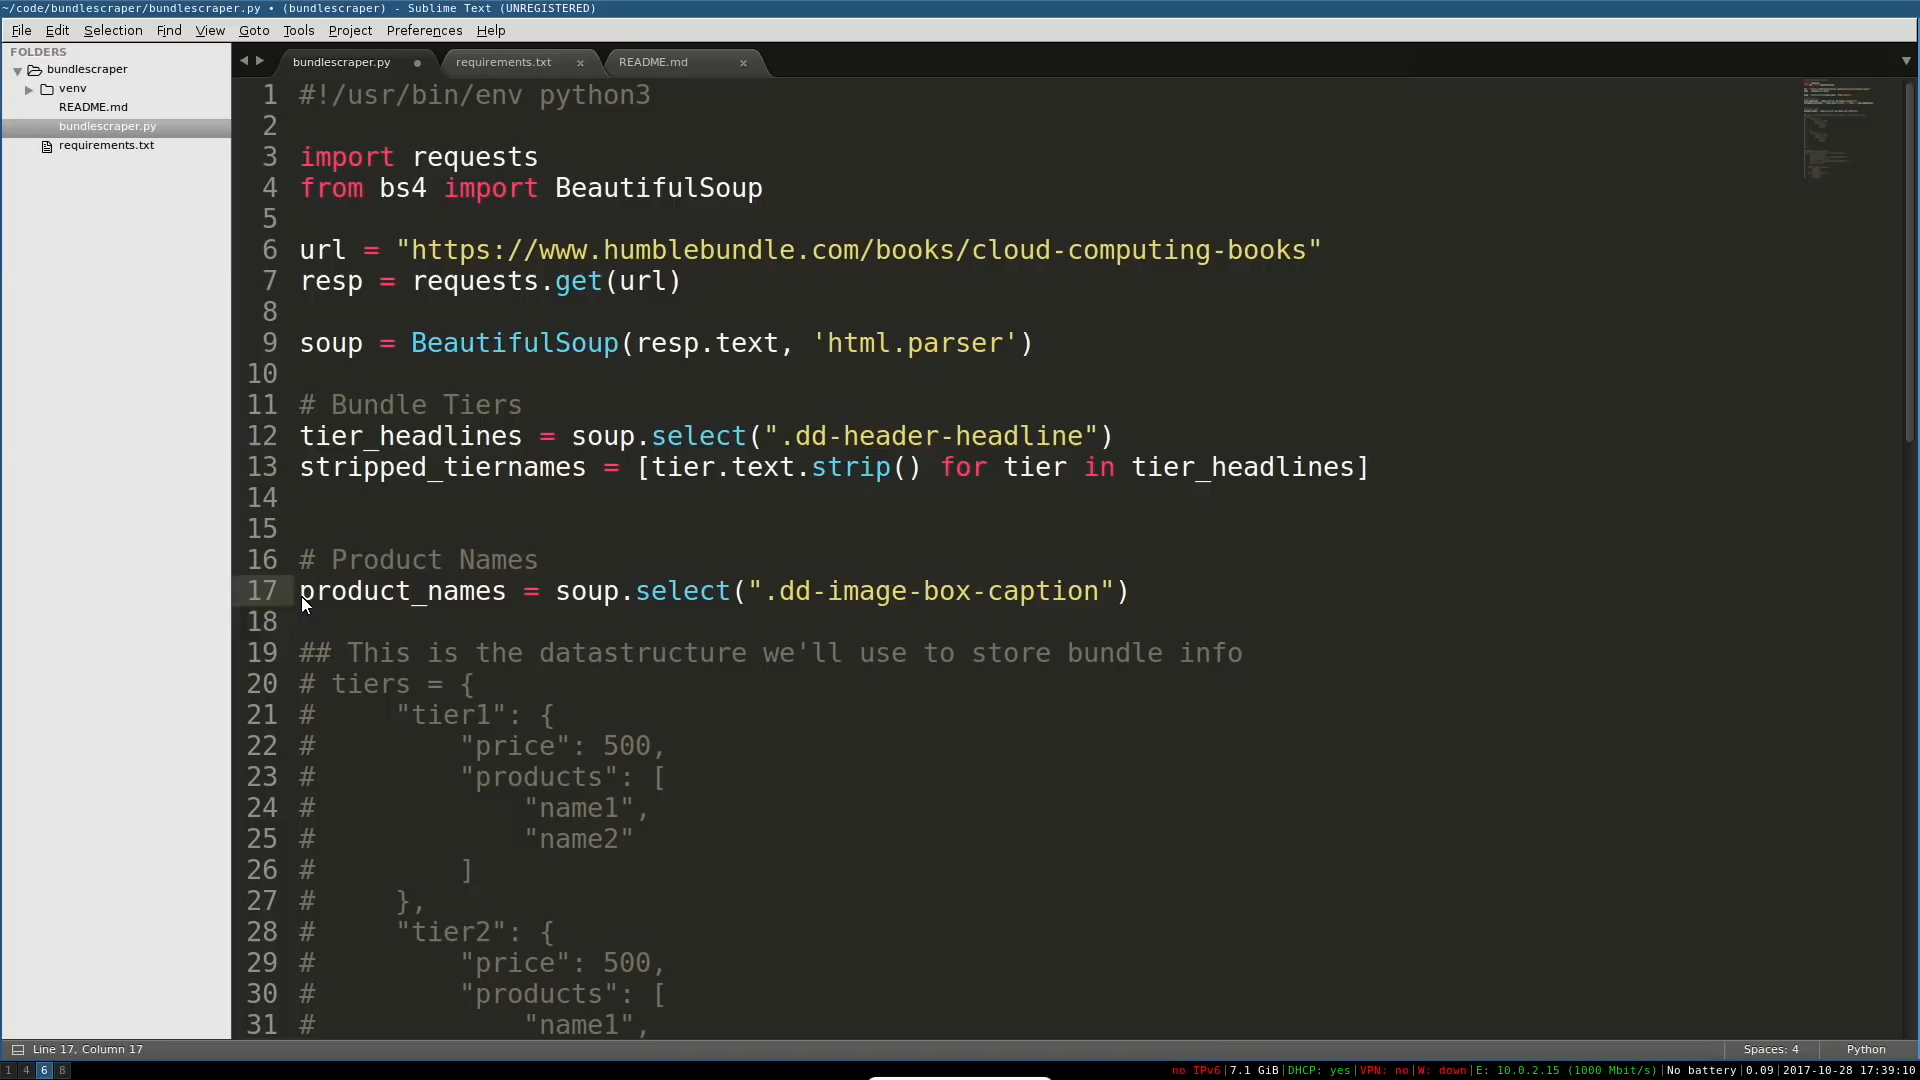 ~/code/bundlescraper/bundlescraper.py • (bundlescraper) - Sublime Text (UNREGISTERED)
File Edit Selection Find View Goto Tools Project Preferences Help
FOLDERS
bundlescraper
venv
README.md
bundlescraper.py
requirements.txt
bundlescraper.py requirements.txt README.md
1 #!/usr/bin/env python3
2
3 import requests
4 from bs4 import BeautifulSoup
5
6 url = "https://www.humblebundle.com/books/cloud-computing-books"
7 resp = requests.get(url)
8
9 soup = BeautifulSoup(resp.text, 'html.parser')
10
11 # Bundle Tiers
12 tier_headlines = soup.select(".dd-header-headline")
13 stripped_tiernames = [tier.text.strip() for tier in tier_headlines]
14
15
16 # Product Names
17 product_names = soup.select(".dd-image-box-caption")
18
19 ## This is the datastructure we'll use to store bundle info
20 # tiers = {
21 #     "tier1": {
22 #         "price": 500,
23 #         "products": [
24 #             "name1",
25 #             "name2"
26 #         ]
27 #     },
28 #     "tier2": {
29 #         "price": 500,
30 #         "products": [
31 #             "name1",
Line 17, Column 17 Spaces: 4 Python
1 4 6 8 no IPv6|7.1 GiB|DHCP: yes|VPN: no|W: down|E: 10.0.2.15 (1000 Mbit/s)|No battery|0.09|2017-10-28 17:39:10